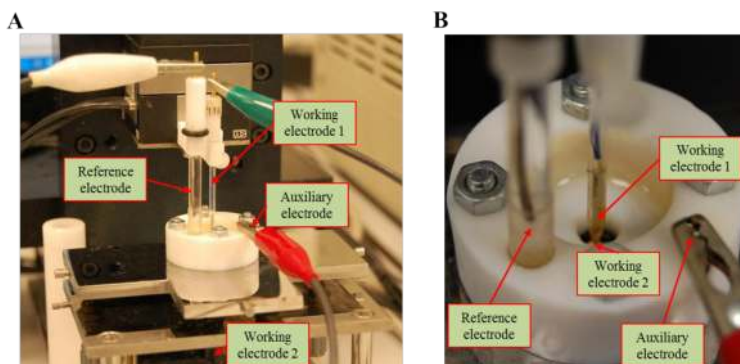 A
Working
electrode 1
Reference
electrode
Auxiliary
electrode
Working
electrode 2
B
Working
electrode 1
Working
electrode 2
Reference
electrode
Auxiliary
electrode